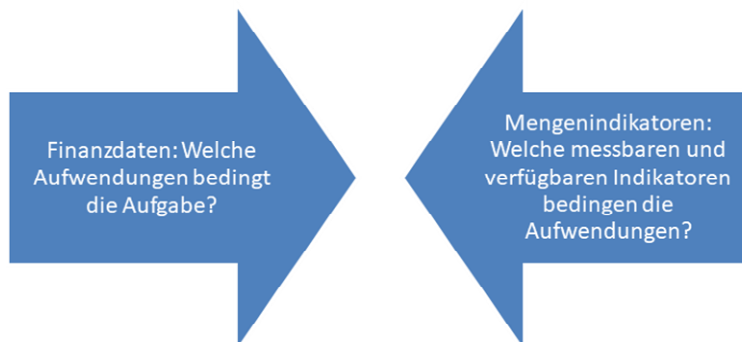 Finanzdaten: Welche
Aufwendungen bedingt
die Aufgabe?
Mengenindikatoren:
Welche messbaren und
verfügbaren Indikatoren
bedingen die
Aufwendungen?